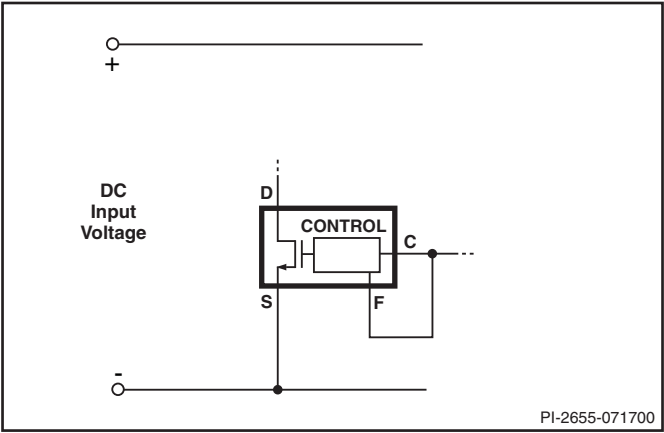 +
D
DC
Input
Voltage
CONTROL
C
S
F
-
PI-2655-071700